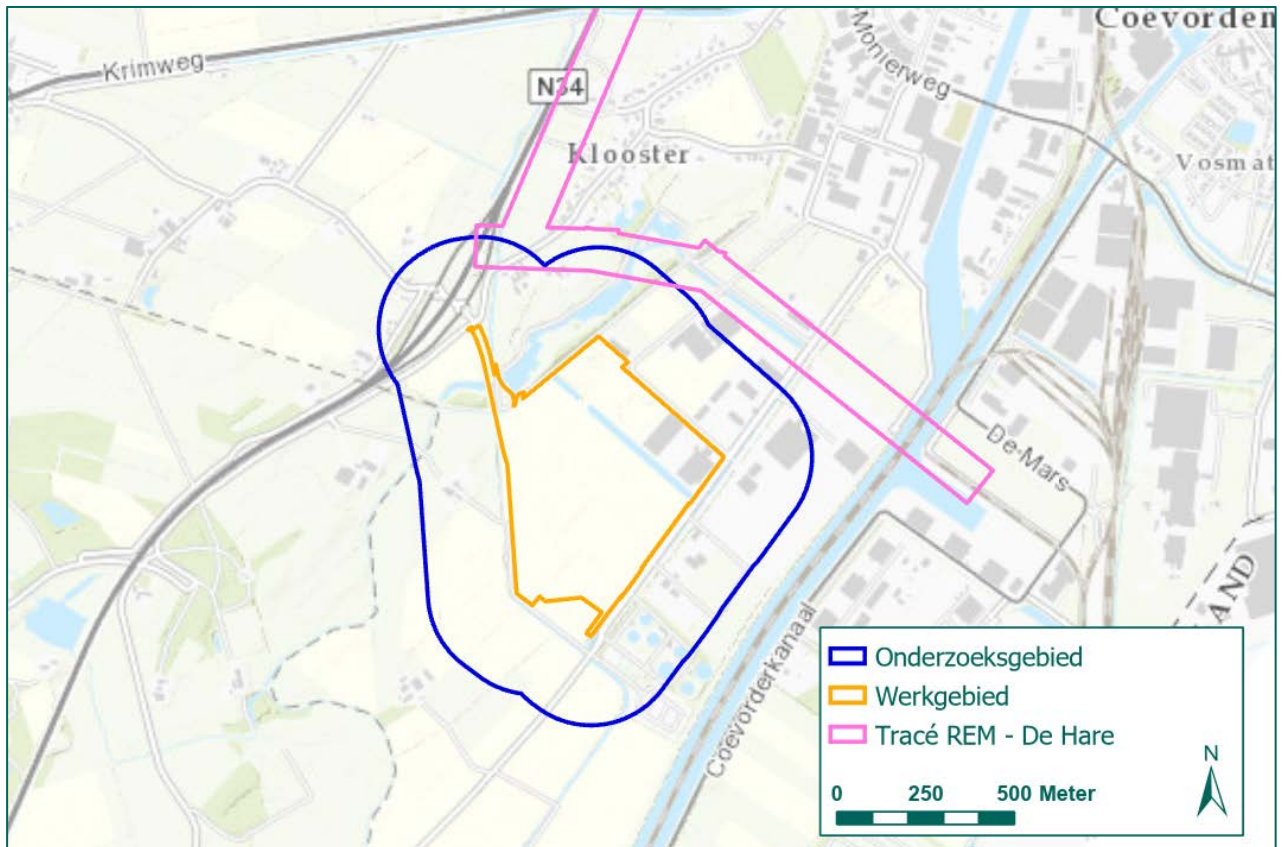 Coevorden
Krimweg
Monierweg
N34
Klooster
Vosmat
De Mars
LAND
Coevorderkanaal
Onderzoeksgebied
Werkgebied
Tracé REM - De Hare
N
0 250 500 Meter